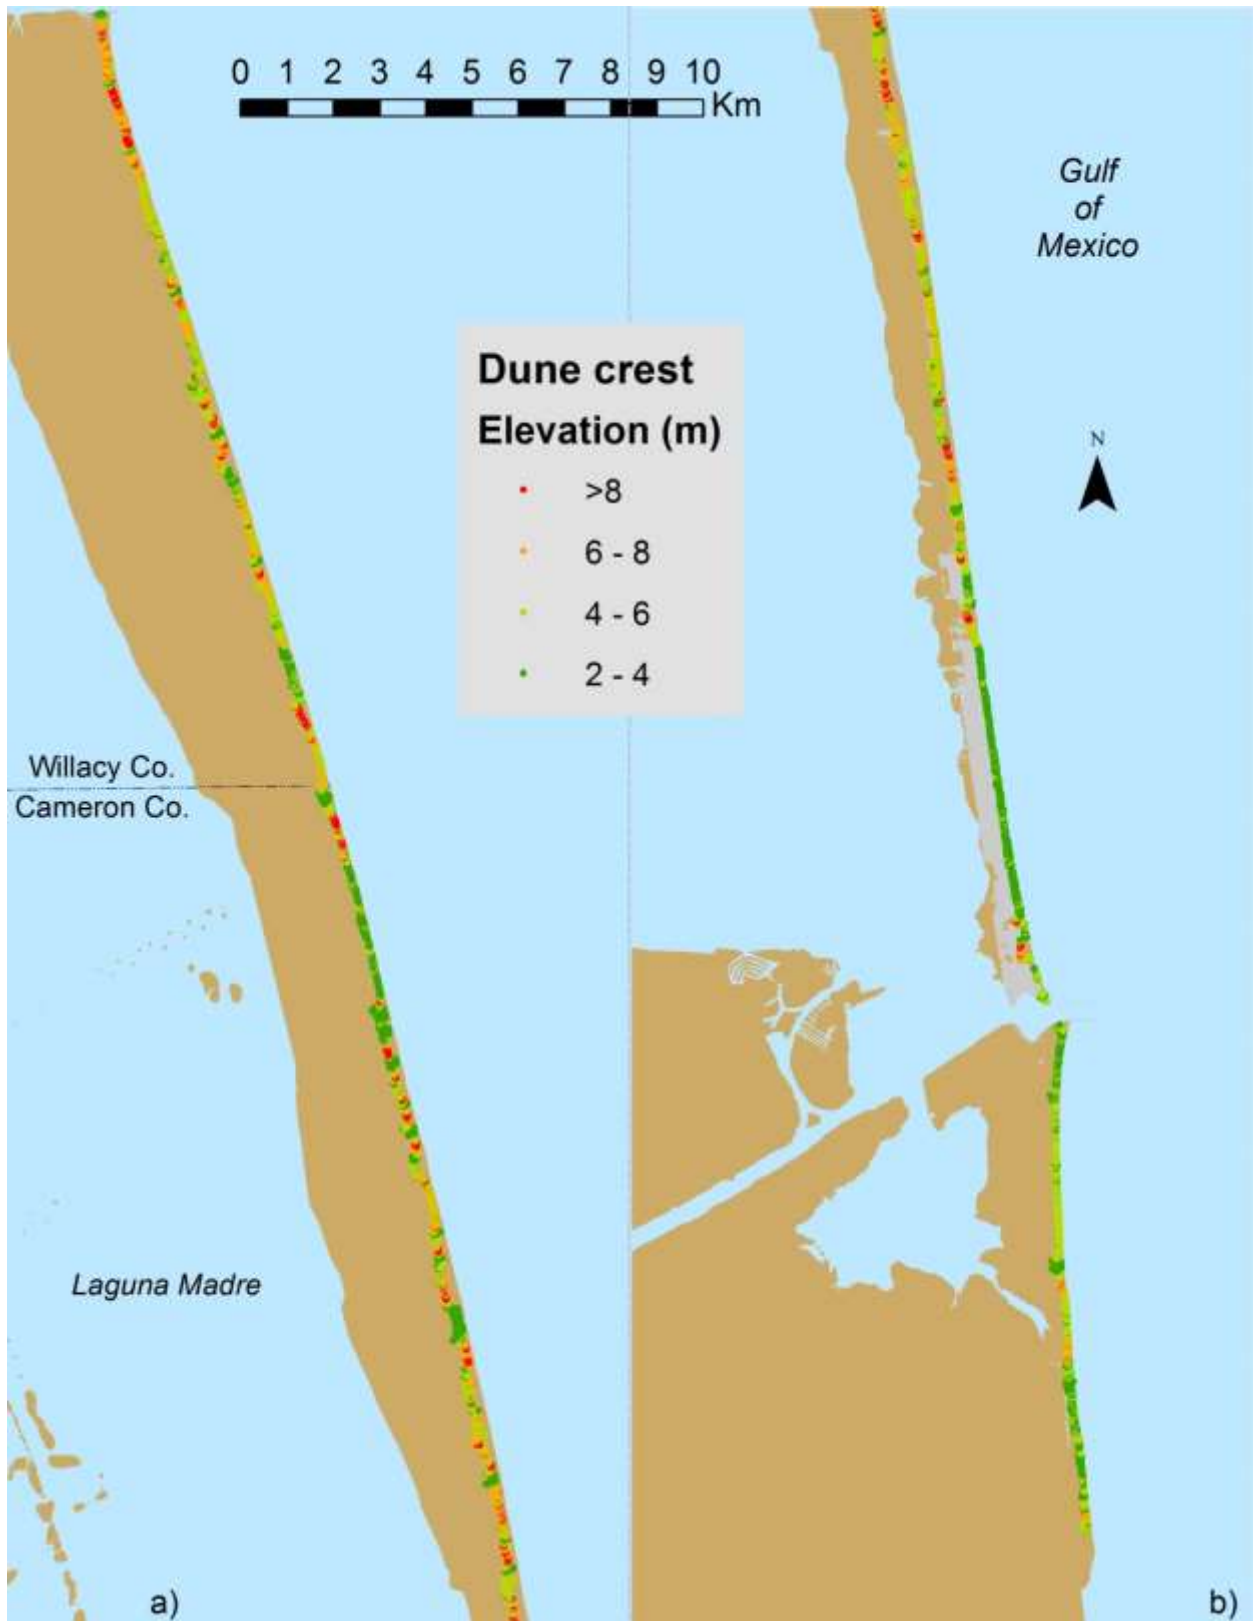 0 1 2 3 4 5 6 7 8 9 10
Km
Gulf
of
Mexico
Dune crest
Elevation (m)
>8
6 - 8
4 - 6
2 - 4
N
Willacy Co.
Cameron Co.
Laguna Madre
a)
b)